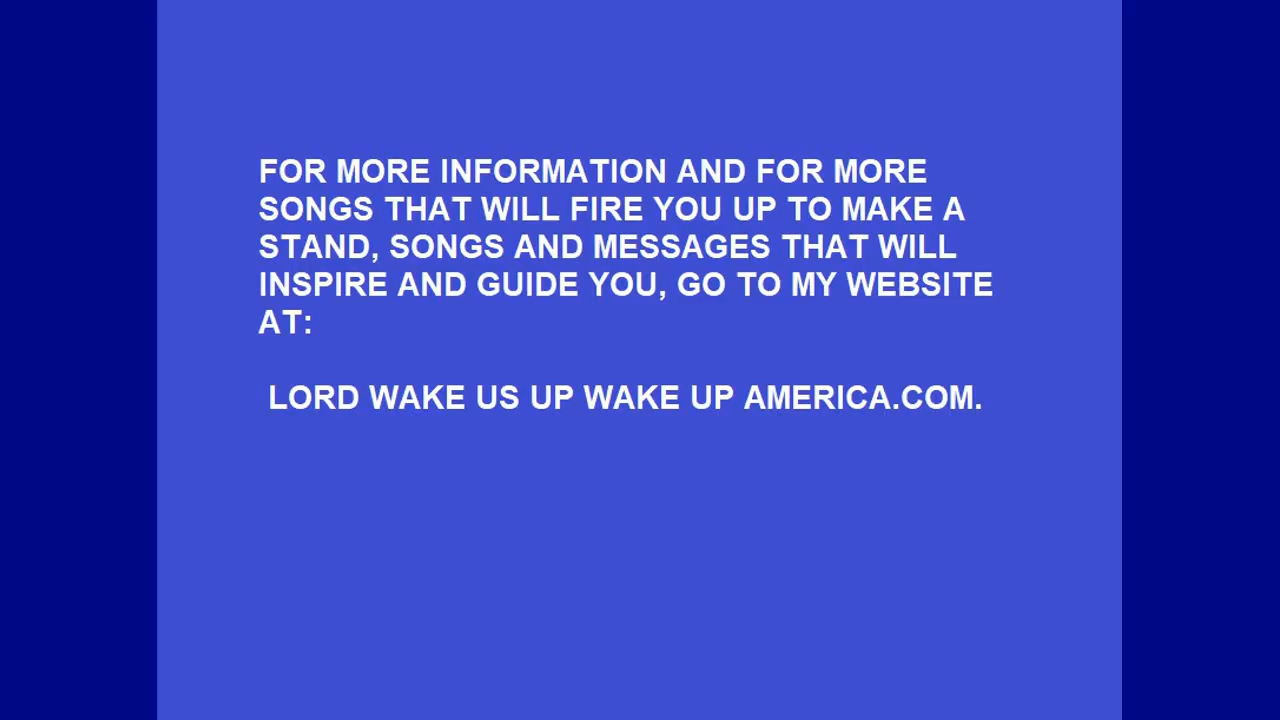 FOR MORE INFORMATION AND FOR MORE
SONGS THAT WILL FIRE YOU UP TO MAKE A
STAND, SONGS AND MESSAGES THAT WILL
INSPIRE AND GUIDE YOU, GO TO MY WEBSITE
AT:
LORD WAKE US UP WAKE UP AMERICA.COM.